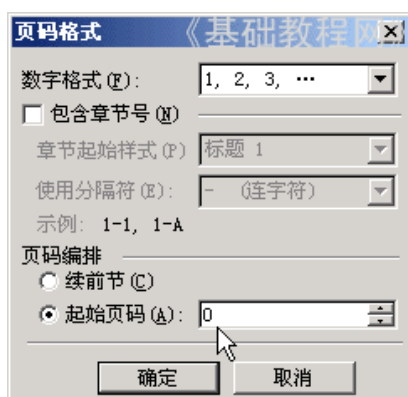 页码格式 《基础教程网
数字格式(F): 1, 2, 3, …
包含章节号(N)
章节起始样式(P) 标题 1
使用分隔符(E): - (连字符)
示例: 1-1, 1-A
页码编排
续前节(C)
起始页码(A): 0
确定 取消